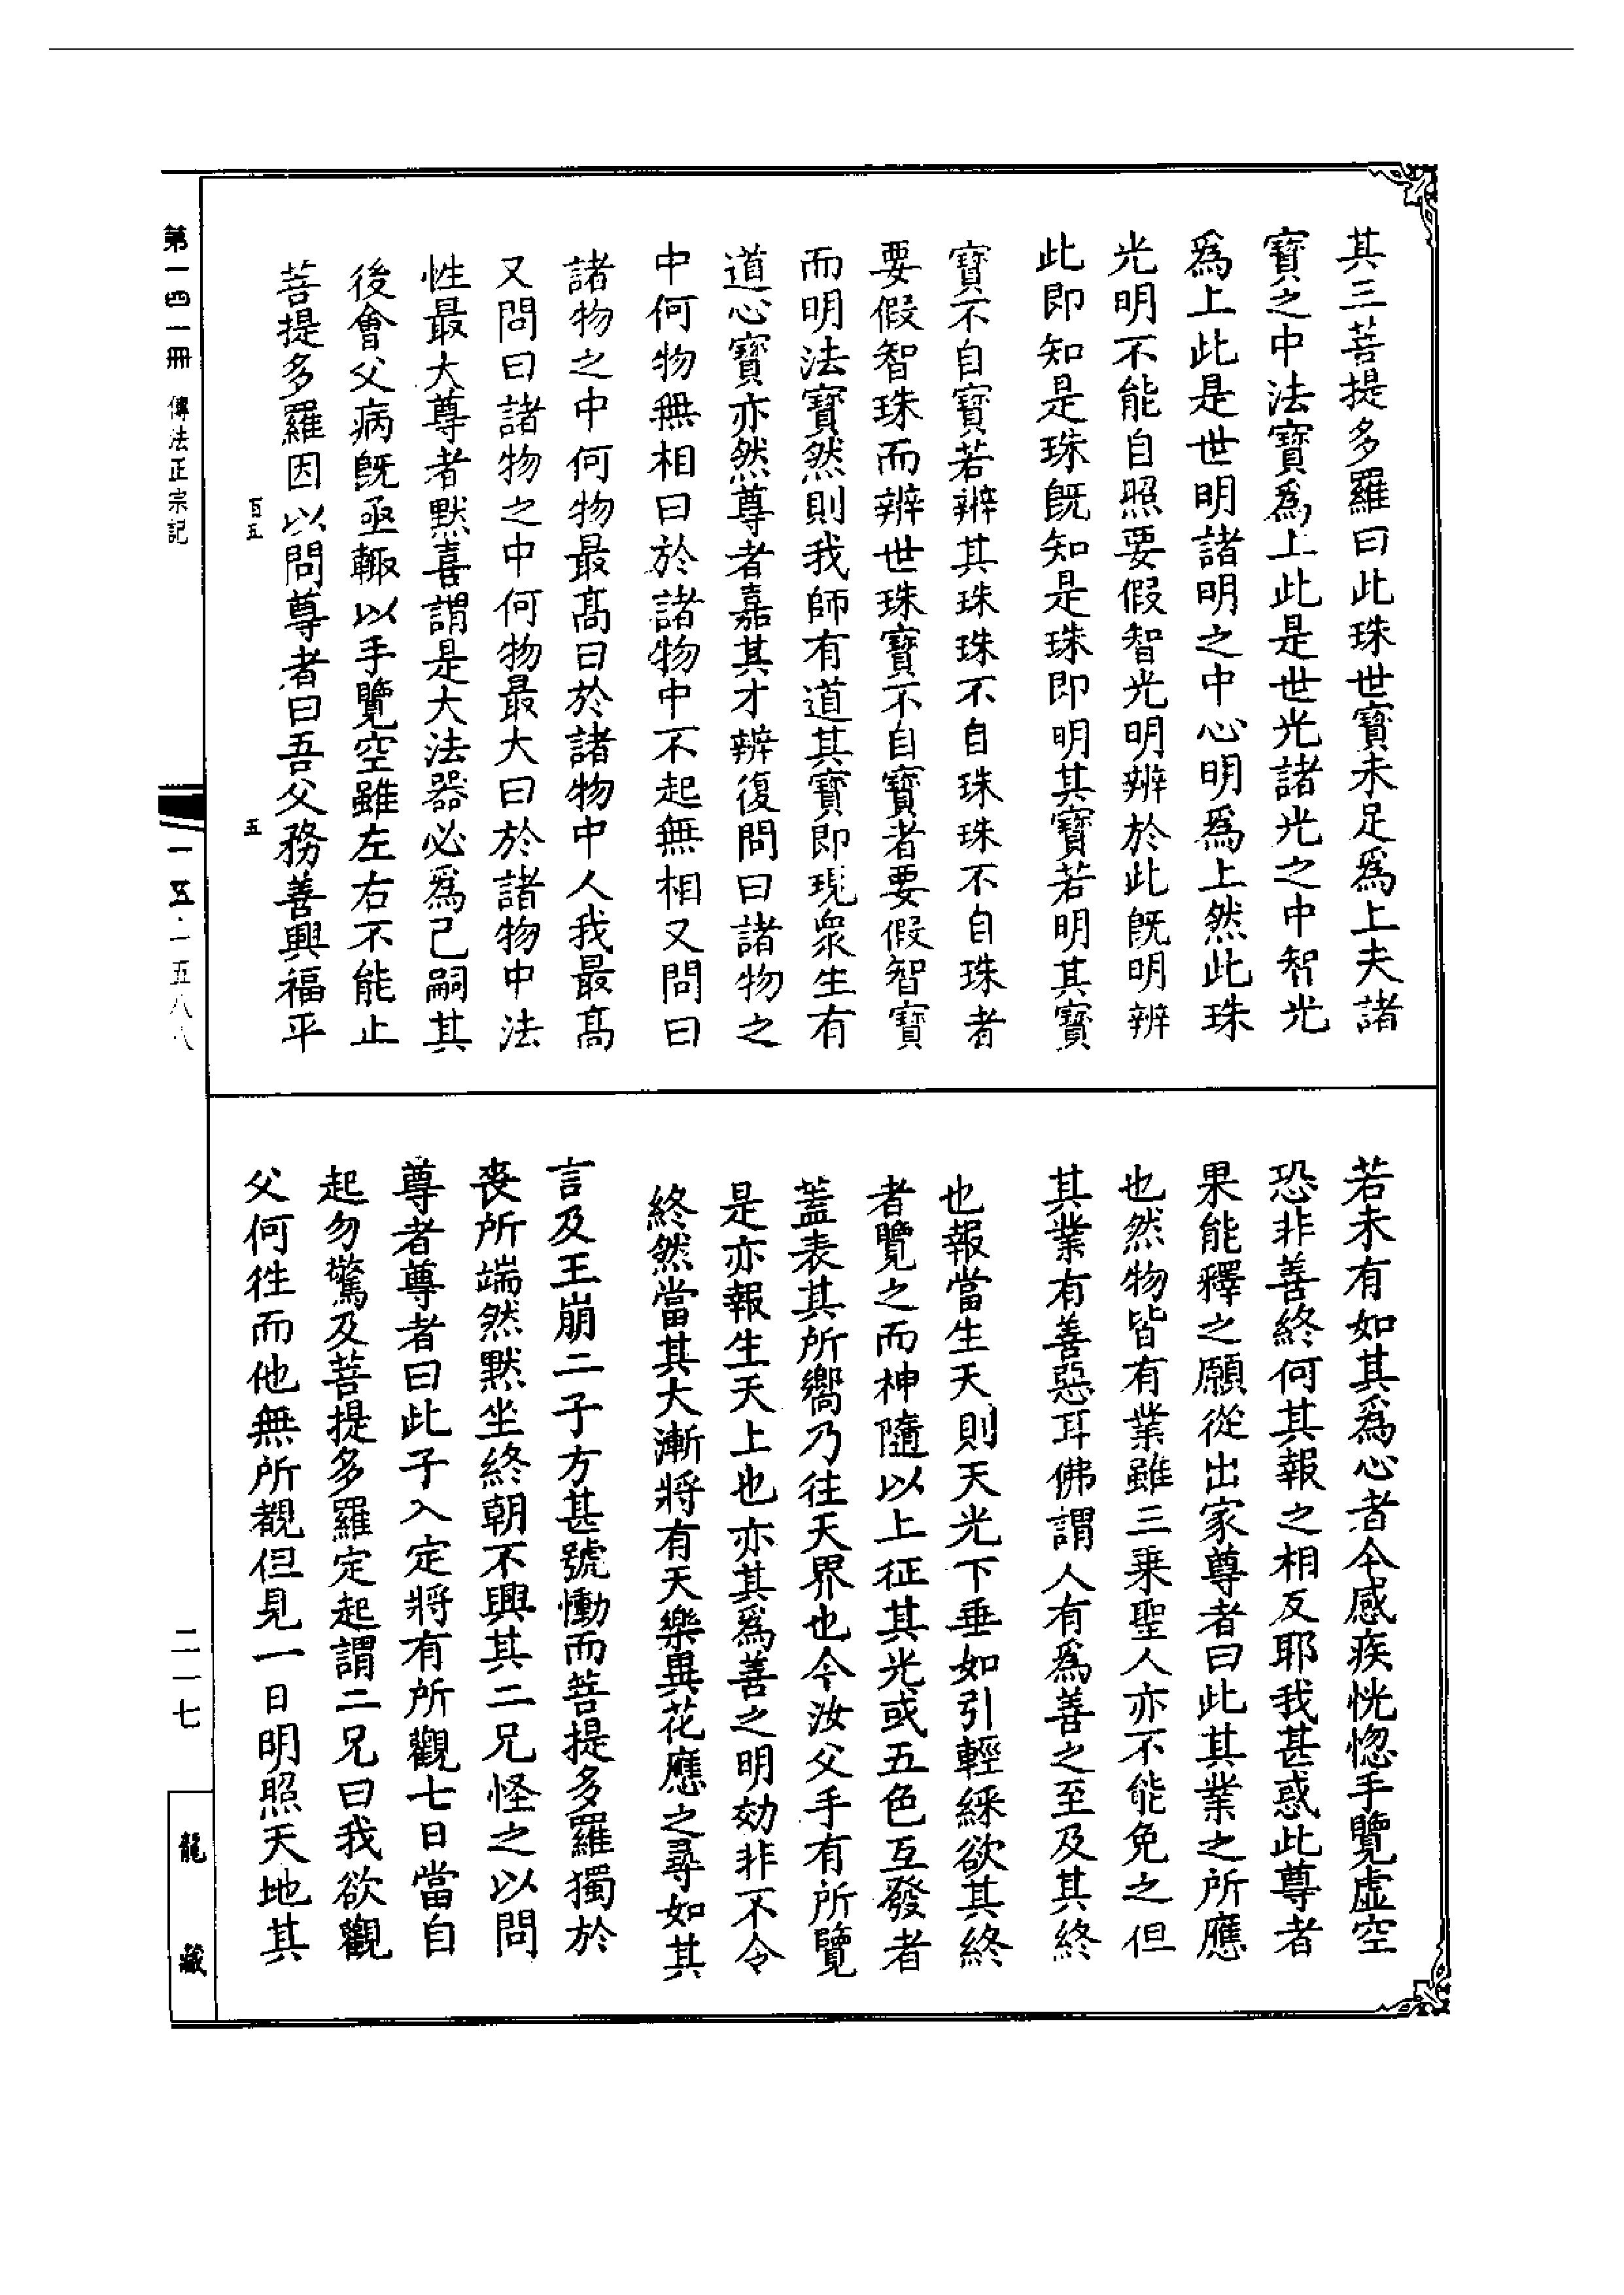 其三菩提多羅曰此珠世寶未足爲上夫諸
寶之中法寶爲上此是世光諸光之中智光
爲上此是世明諸明之中心明爲上然此珠
光明不能自照要假智光明辨於此旣明辨
此即知是珠旣知是珠即明其寶若明其寶
寶不自寶若辨其珠珠不自珠珠不自珠者
要假智珠而辨世珠寶不自寶者要假智寶
而明法寶然則我師有道其寶即現衆生有
道心寶亦然尊者嘉其才辨復問曰諸物之
中何物無相曰於諸物中不起無相又問曰
諸物之中何物最高曰於諸物中人我最高
又問曰諸物之中何物最大曰於諸物中法
性最大尊者默喜謂是大法器必爲己嗣其
後會父病旣亟輙以手覽空雖左右不能止
菩提多羅因以問尊者曰吾父務善興福平
若未有如其爲心者今感疾恍惚手覽虛空
恐非善終何其報之相反耶我甚惑此尊者
果能釋之願從出家尊者曰此其業之所應
也然物皆有業雖三乘聖人亦不能免之但
其業有善惡耳佛謂人有爲善之至及其終
也報當生天則天光下垂如引輕綵欲其終
者覽之而神隨以上征其光或五色互發者
蓋表其所嚮乃往天界也今汝父手有所覽
是亦報生天上也亦其爲善之明効非不令
終然當其大漸將有天樂異花應之尋如其
言及王崩二子方甚號慟而菩提多羅獨於
喪所端然默坐終朝不興其二兄怪之以問
尊者尊者曰此子入定將有所觀七日當自
起勿驚及菩提多羅定起謂二兄曰我欲觀
父何徃而他無所覩但見一日明照天地其
百五 五
第一四一冊 傳法正宗記
一五·一五八八
二一七
龍藏